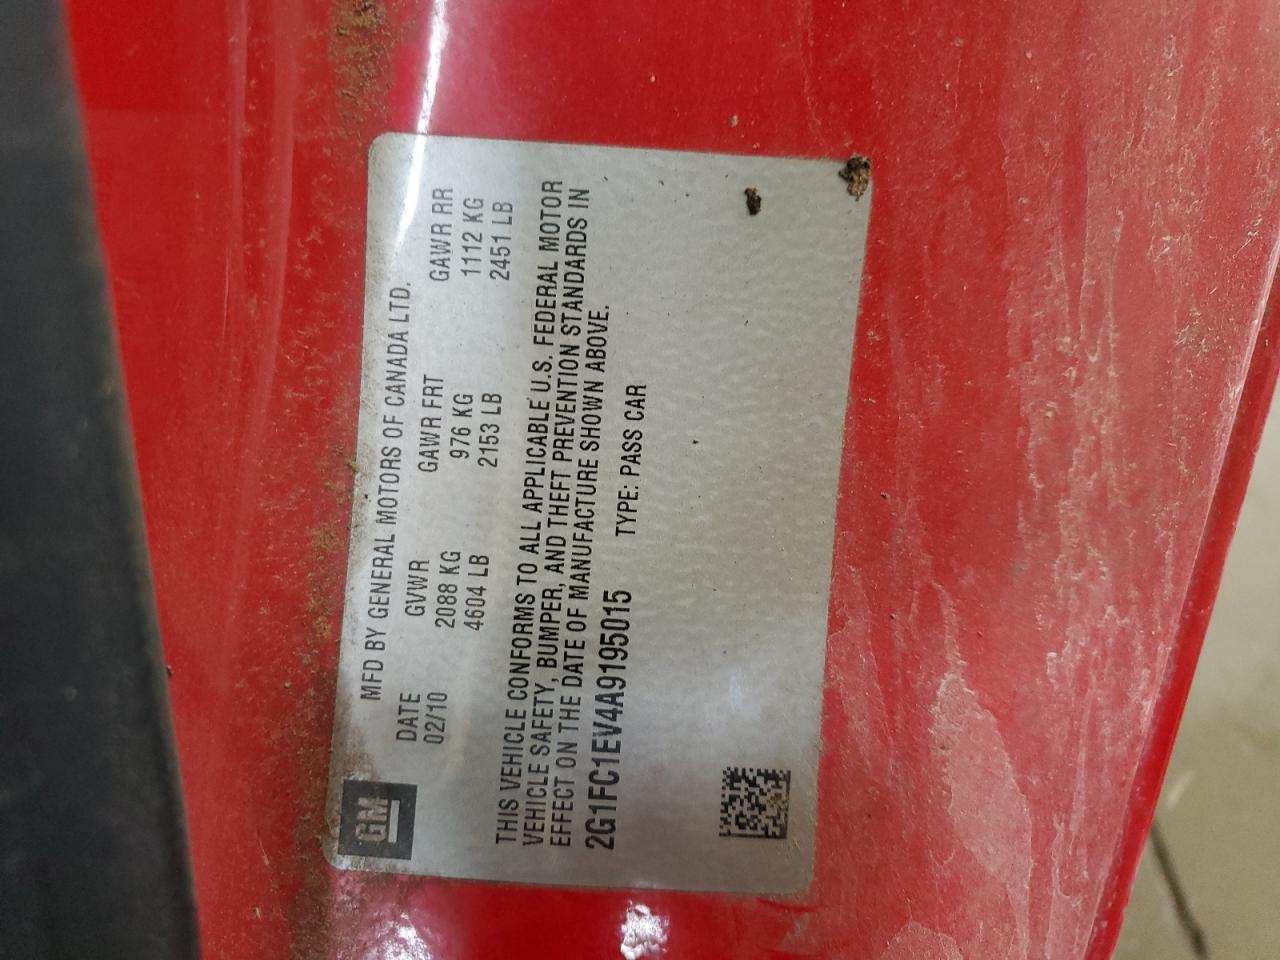 GM
MFD BY GENERAL MOTORS OF CANADA LTD.
DATE GVWR GAWR FRT GAWR RR
02/10 2088 KG 976 KG 1112 KG
4604 LB 2153 LB 2451 LB
THIS VEHICLE CONFORMS TO ALL APPLICABLE U.S. FEDERAL MOTOR
VEHICLE SAFETY, BUMPER, AND THEFT PREVENTION STANDARDS IN
EFFECT ON THE DATE OF MANUFACTURE SHOWN ABOVE.
2G1FC1EV4A9195015 TYPE: PASS CAR